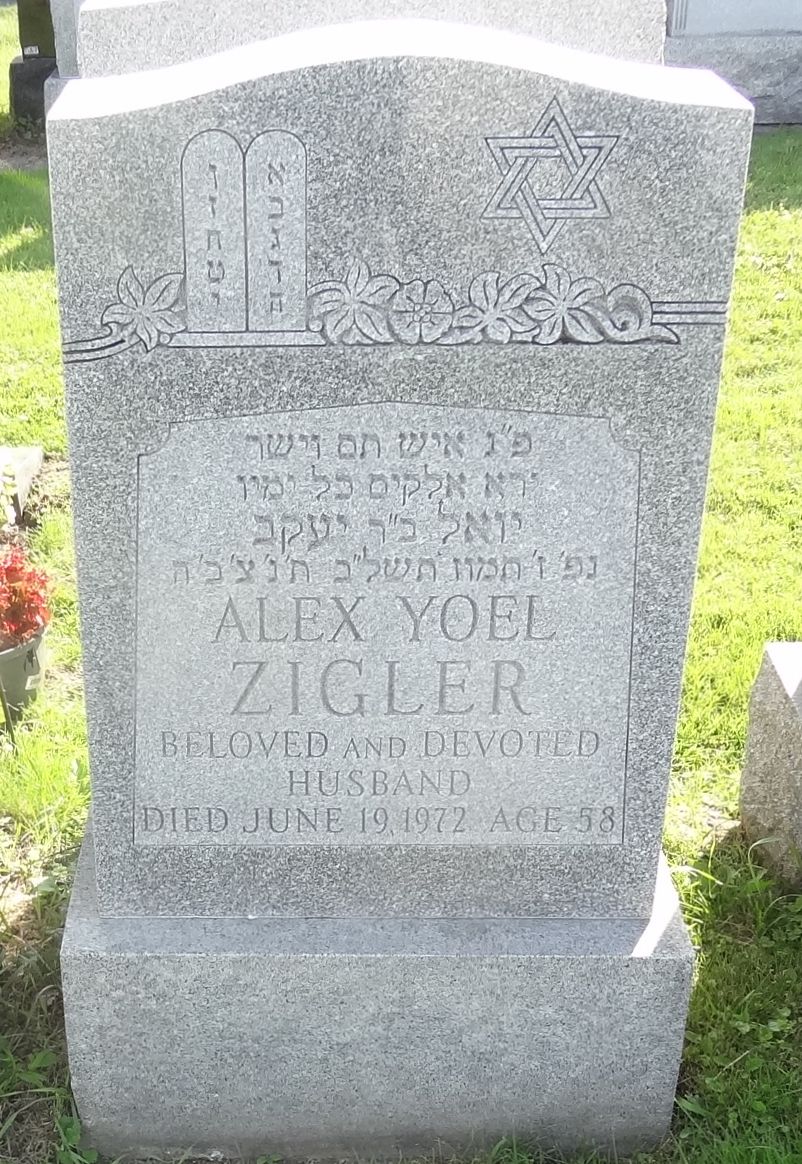 א
ב
ג
ד
ה
ו
ז
ח
ט
י
פ"נ איש תם וישר
ירא אלקים כל ימיו
יואל ב"ר יעקב
נפ' ז' תמוז תשל"ב ת'נ'צ'ב'ה
ALEX YOEL
ZIGLER
BELOVED AND DEVOTED
HUSBAND
DIED JUNE 19, 1972 AGE 58